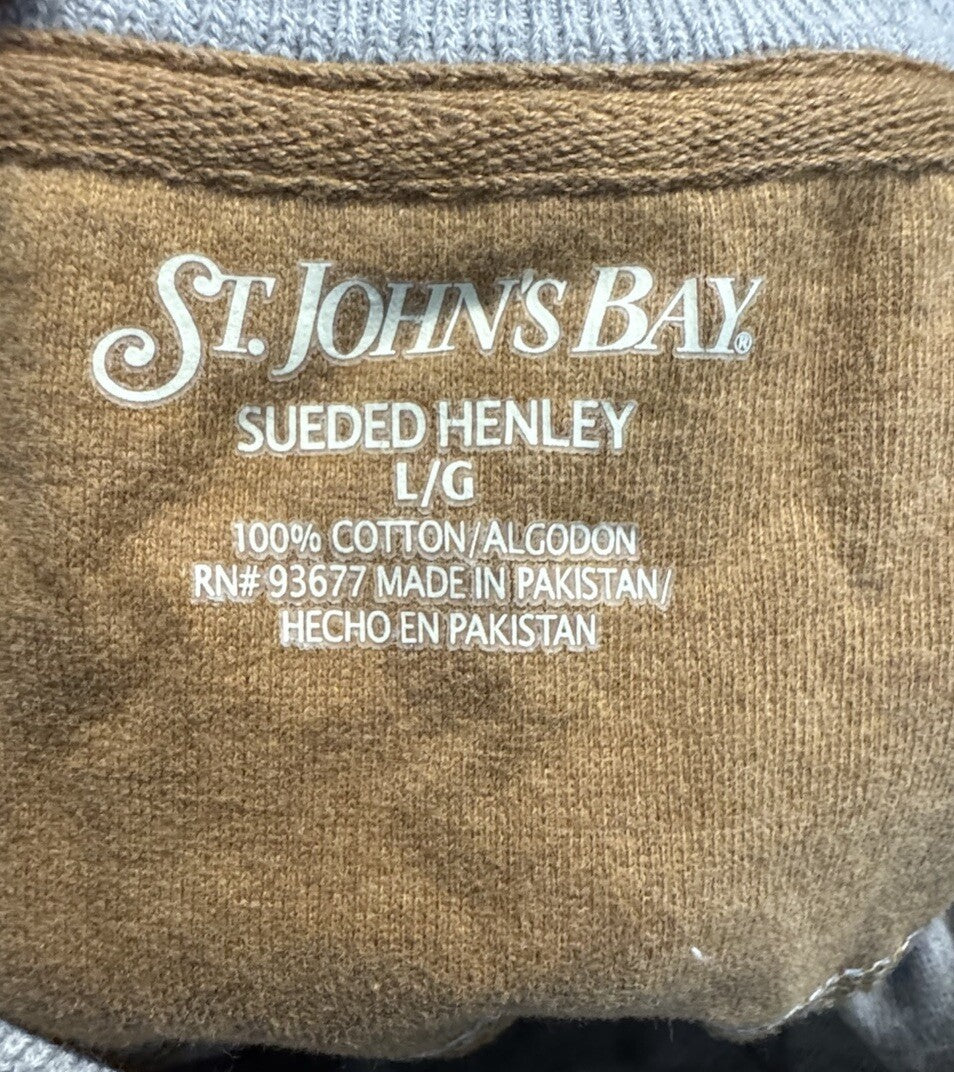 ST. JOHN'S BAY®
SUEDED HENLEY
L/G
100% COTTON/ALGODON
RN# 93677 MADE IN PAKISTAN/
HECHO EN PAKISTAN